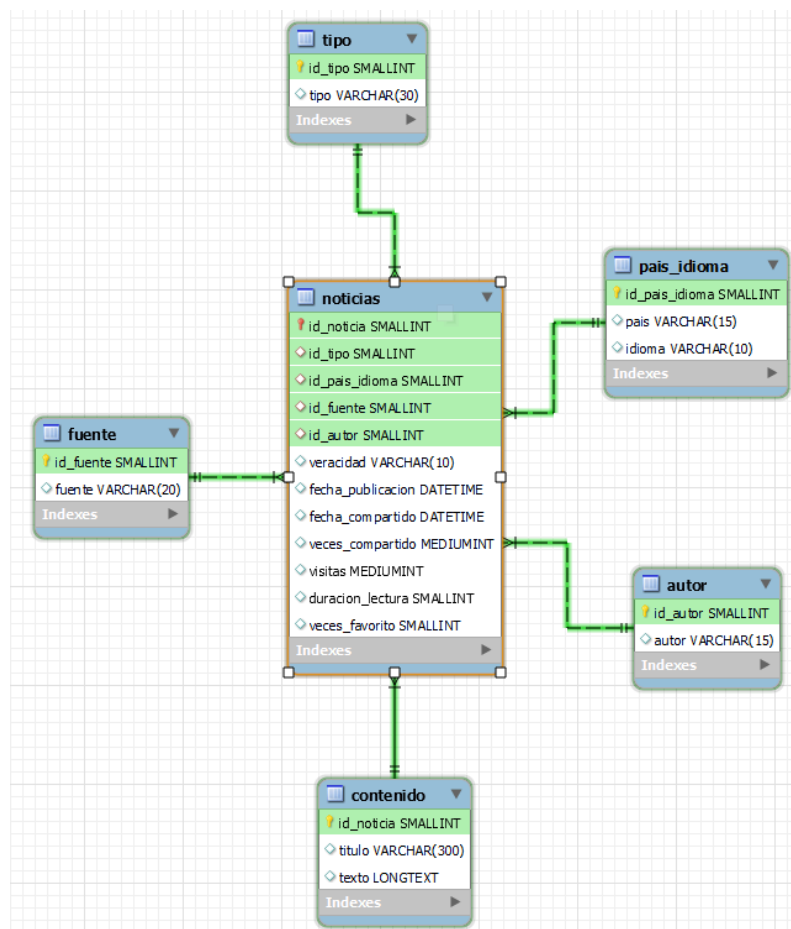 tipo
id_tipo SMALLINT
tipo VARCHAR(30)
Indexes
pais_idioma
id_pais_idioma SMALLINT
pais VARCHAR(15)
idioma VARCHAR(10)
Indexes
noticias
id_noticia SMALLINT
id_tipo SMALLINT
id_pais_idioma SMALLINT
id_fuente SMALLINT
id_autor SMALLINT
veracidad VARCHAR(10)
fecha_publicacion DATETIME
fecha_compartido DATETIME
veces_compartido MEDIUMINT
visitas MEDIUMINT
duracion_lectura SMALLINT
veces_favorito SMALLINT
Indexes
fuente
id_fuente SMALLINT
fuente VARCHAR(20)
Indexes
autor
id_autor SMALLINT
autor VARCHAR(15)
Indexes
contenido
id_noticia SMALLINT
titulo VARCHAR(300)
texto LONGTEXT
Indexes